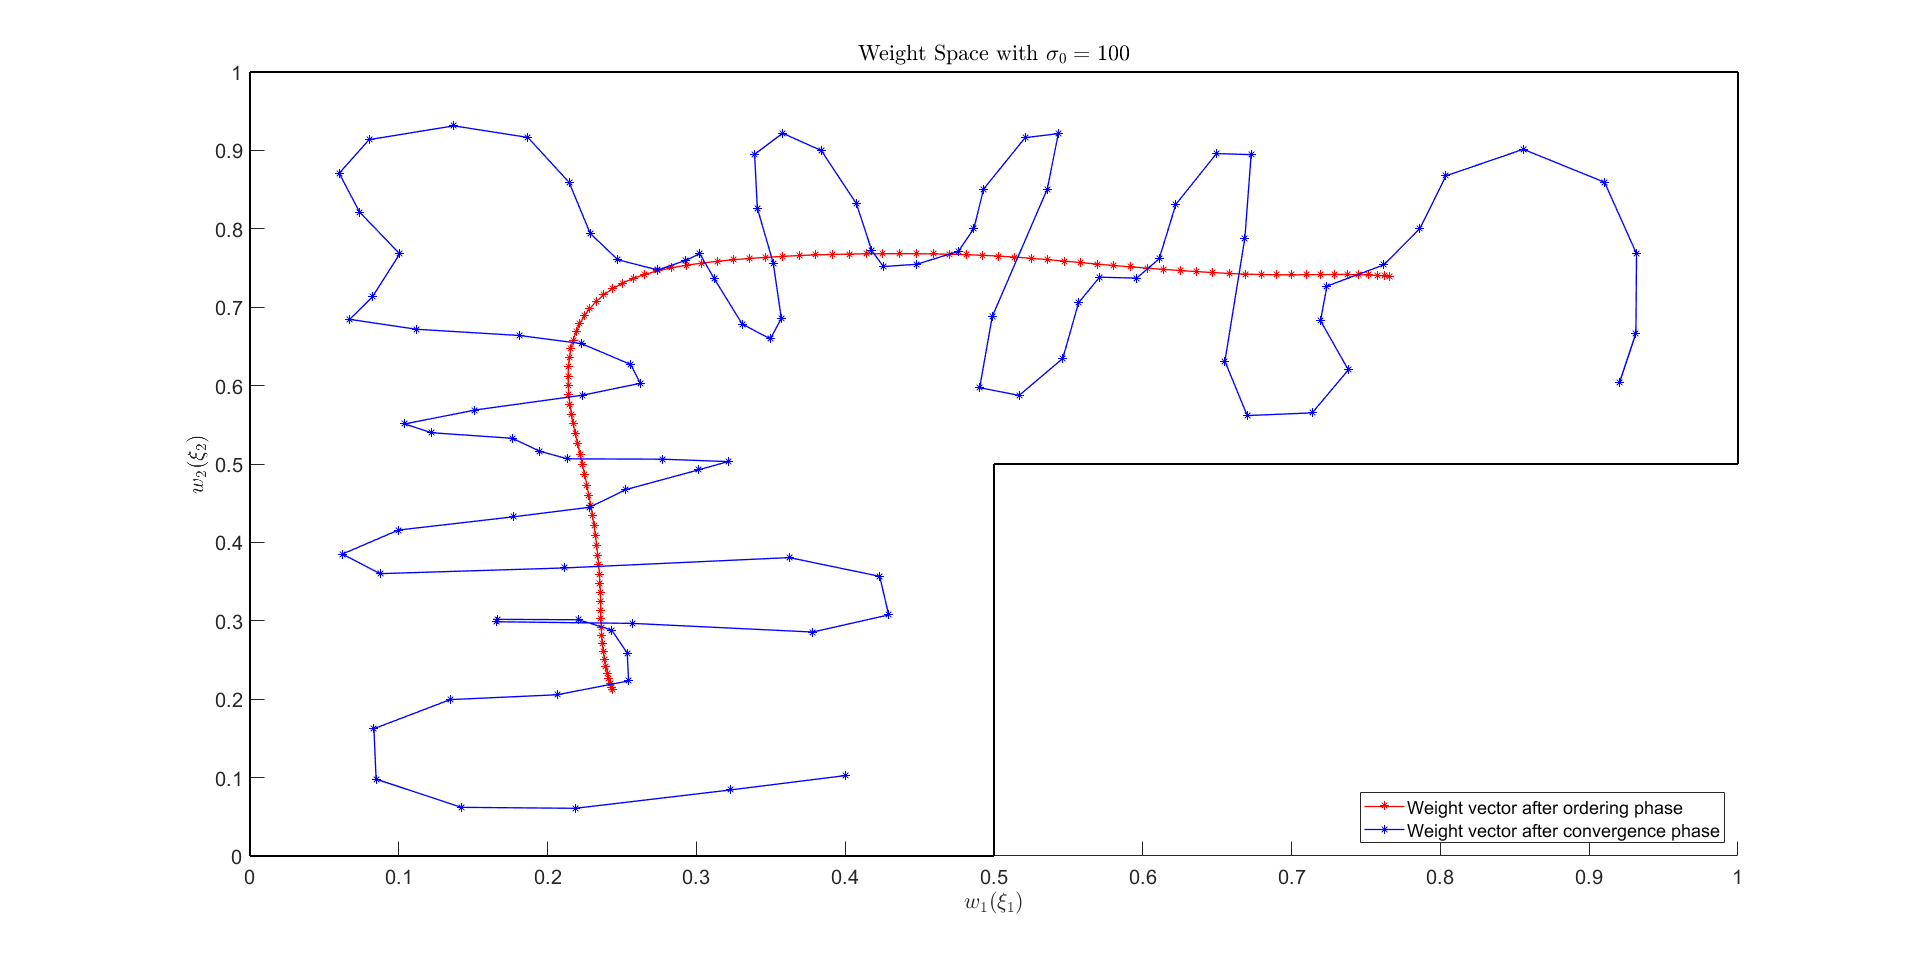 Weight Space with σ₀ = 100
1
0.9
0.8
0.7
0.6
0.5
0.4
0.3
0.2
0.1
0
w₂(ξ₂)
0 0.1 0.2 0.3 0.4 0.5 0.6 0.7 0.8 0.9 1
w₁(ξ₁)
Weight vector after ordering phase
Weight vector after convergence phase